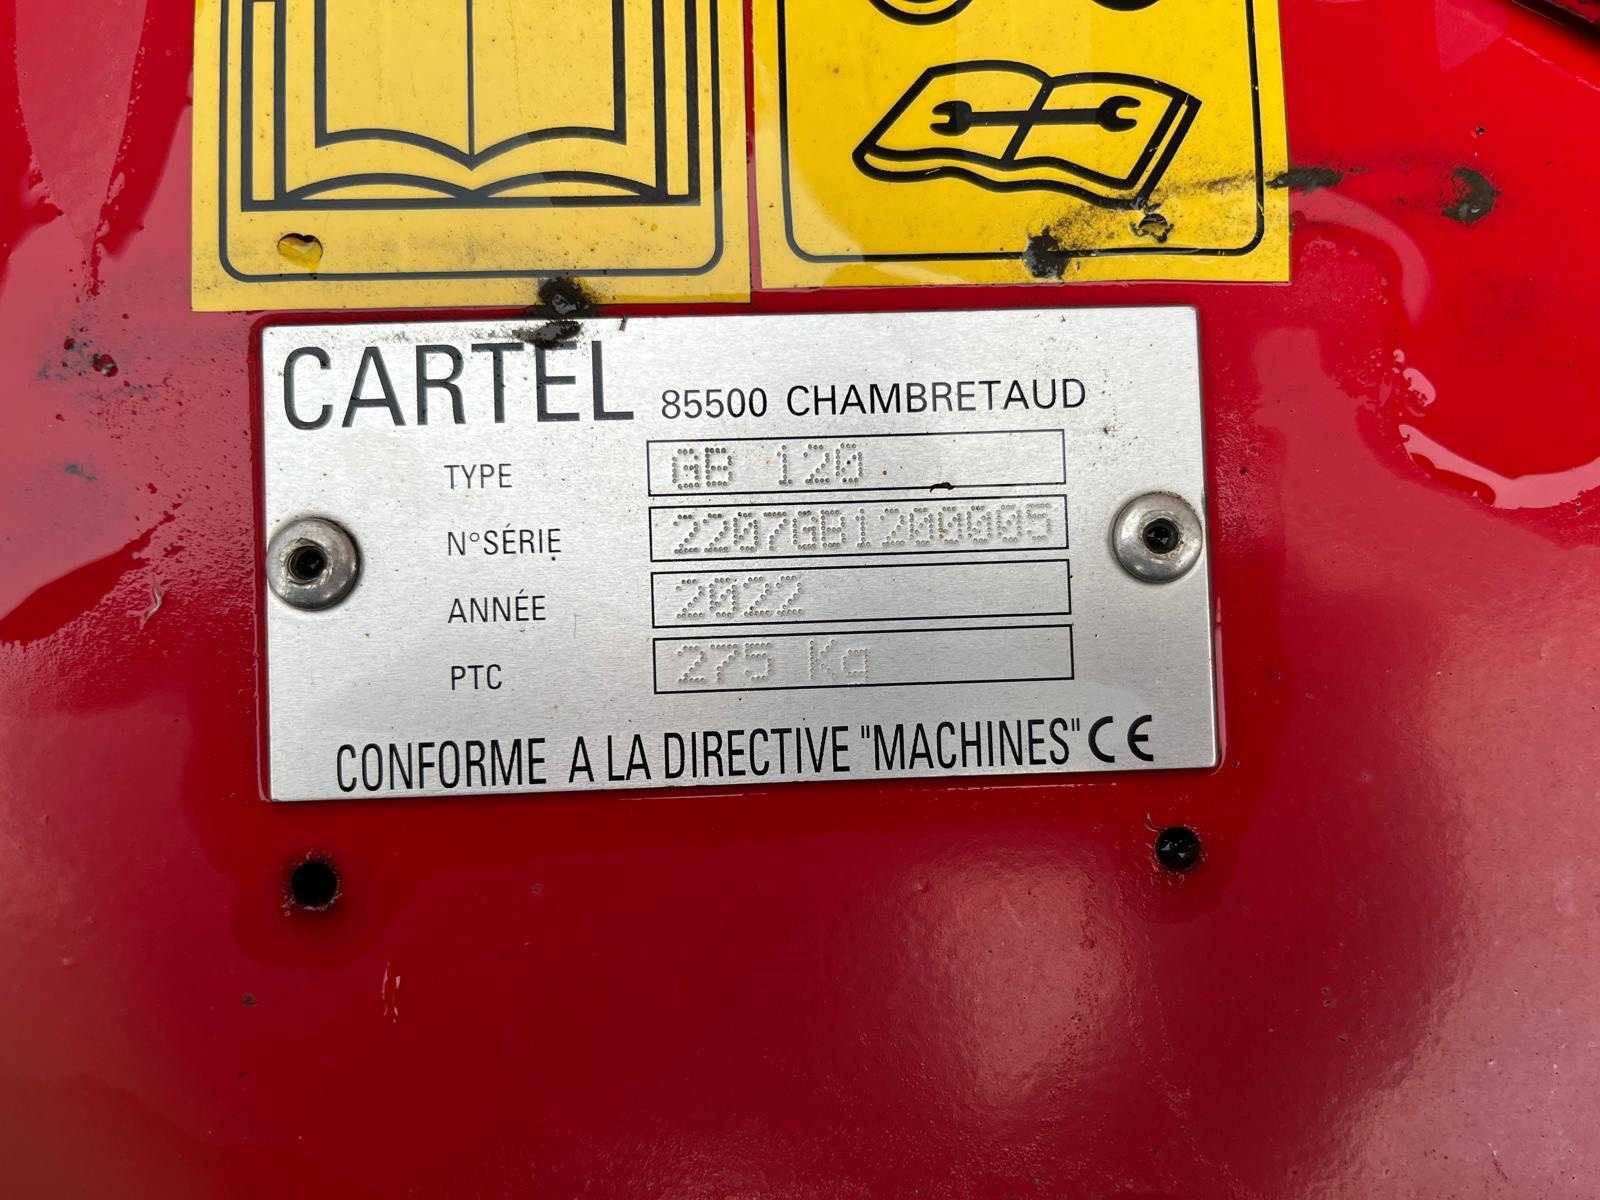 CARTEL 85500 CHAMBRETAUD
TYPE GB 120
N°SÉRIE 2207GB1200005
ANNÉE 2022
PTC 275 Kg
CONFORME A LA DIRECTIVE "MACHINES" CE